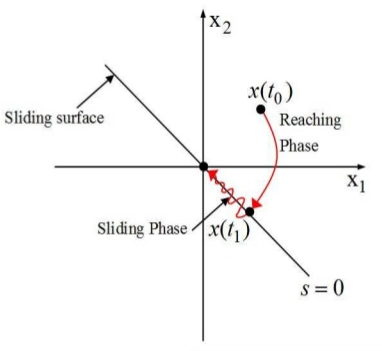 x₂
x(t₀)
Reaching
Phase
Sliding surface
x₁
Sliding Phase
x(t₁)
s = 0